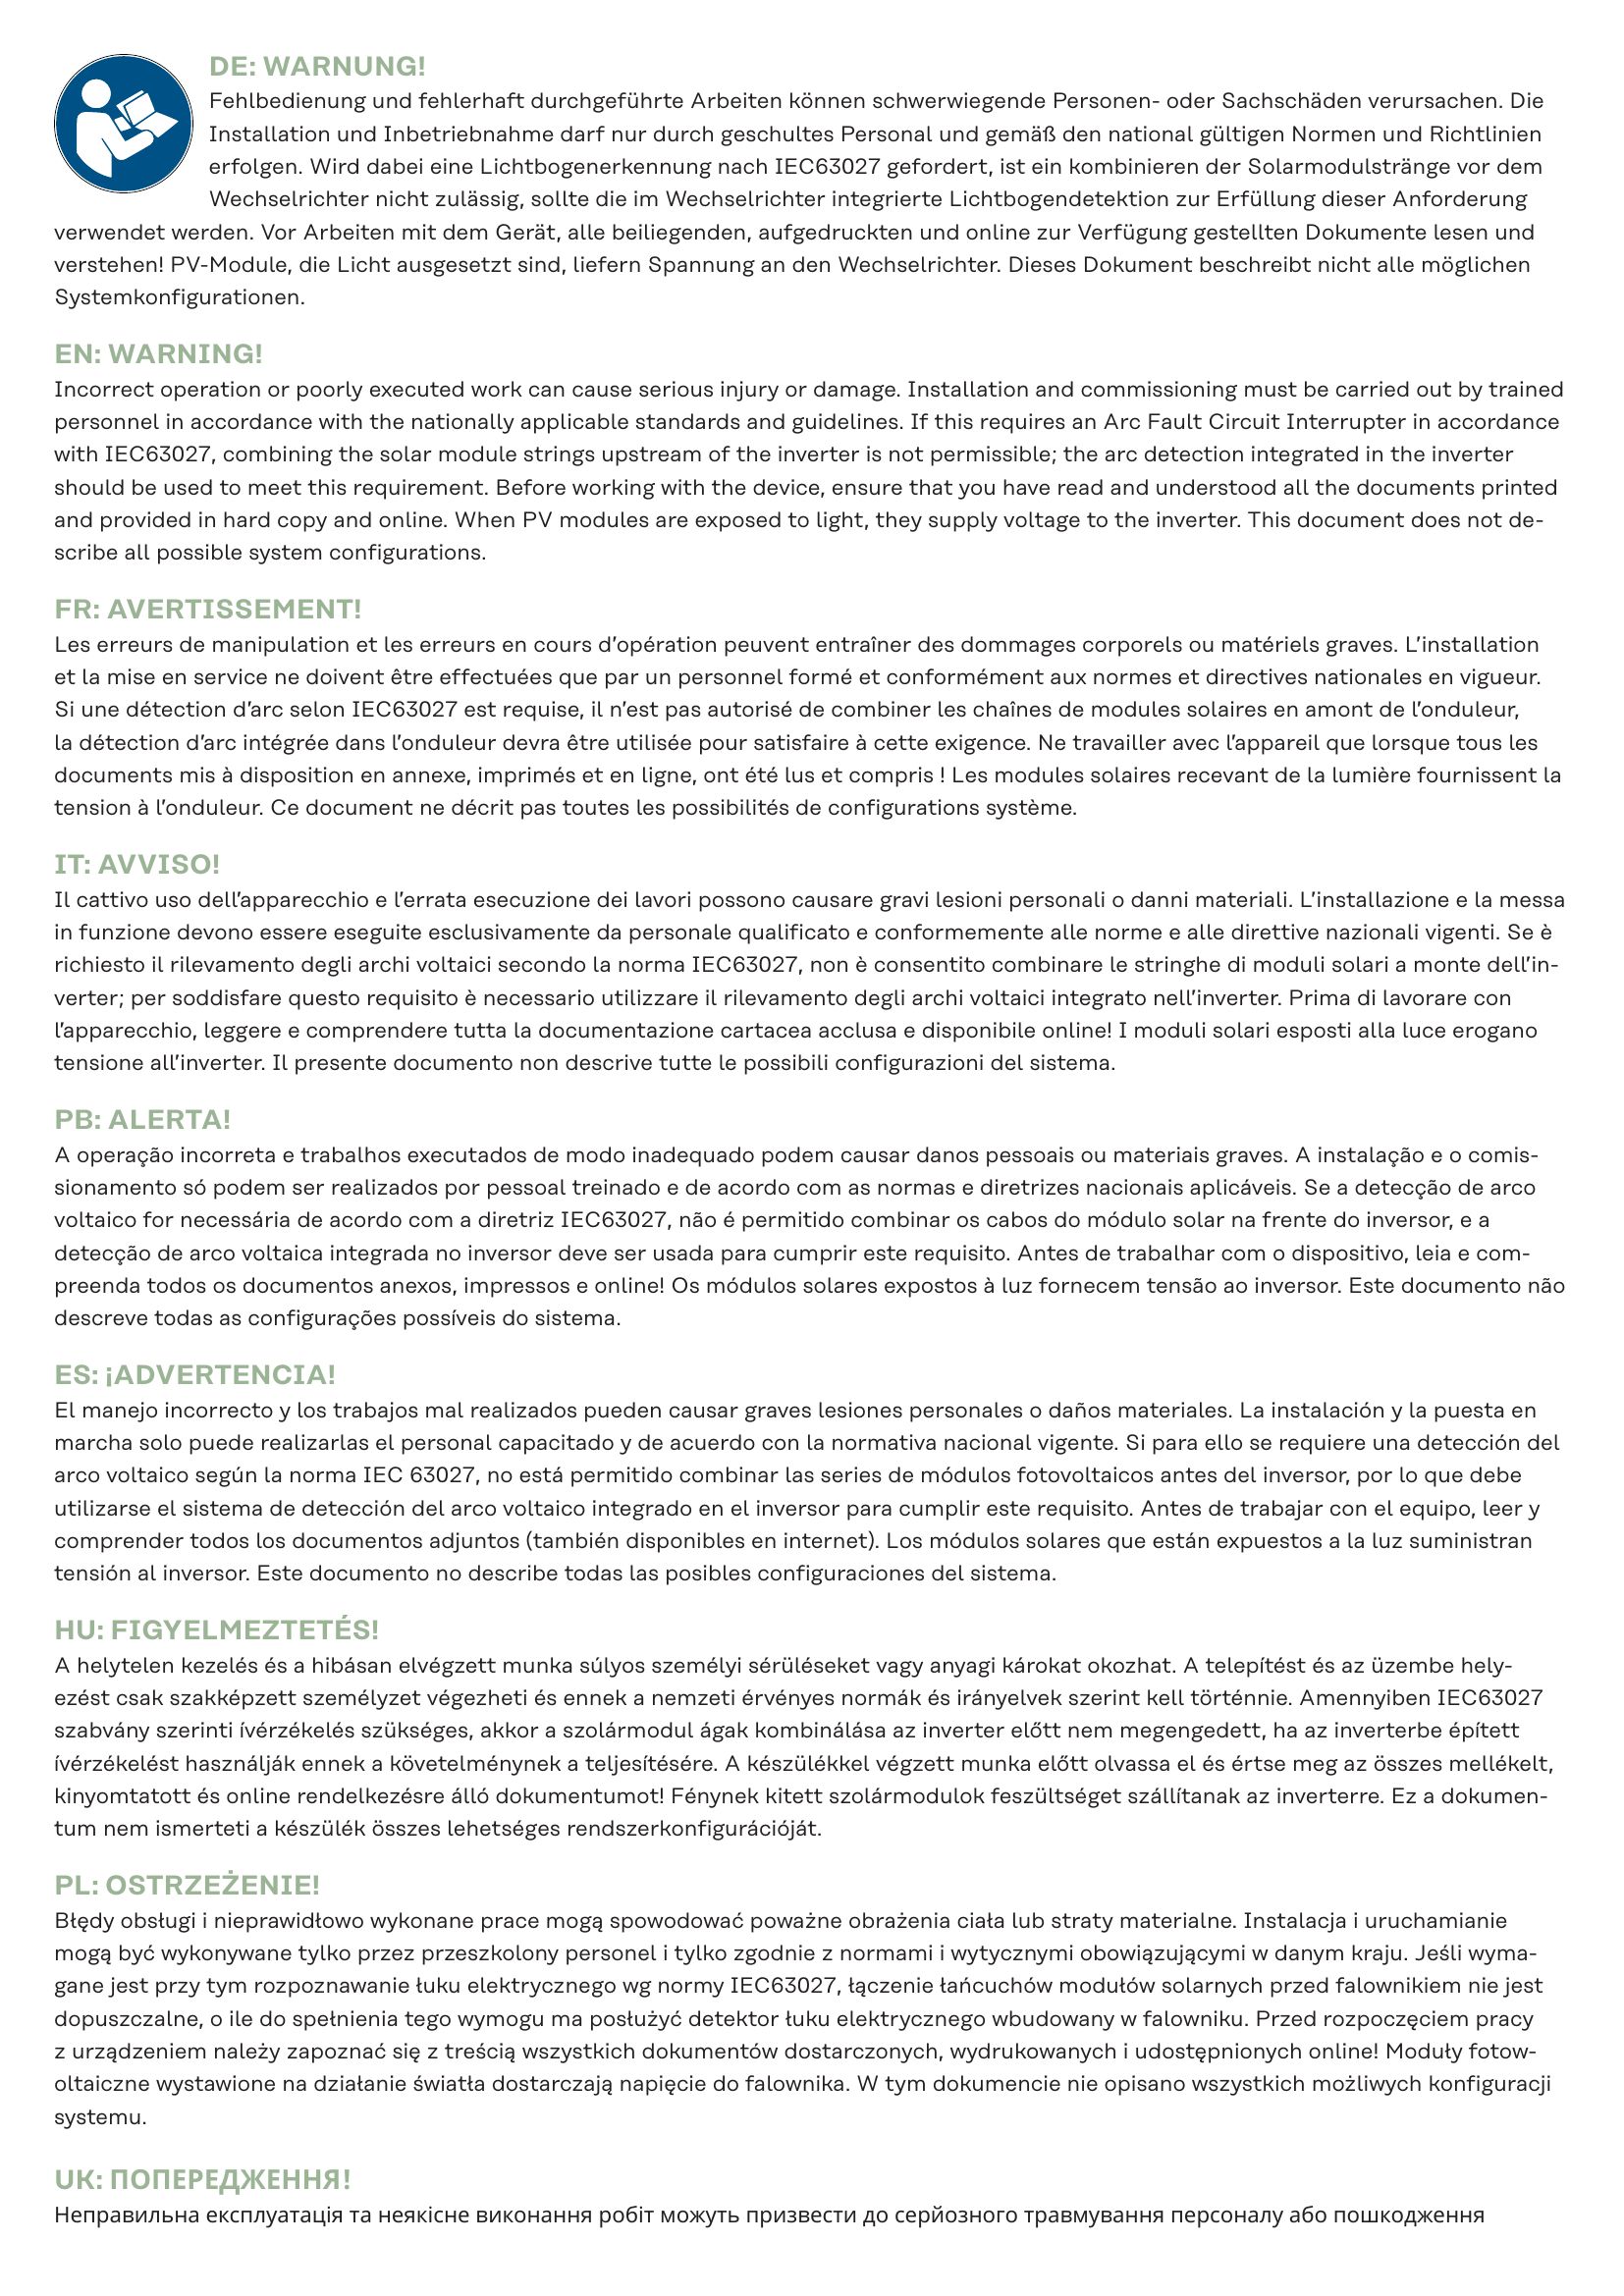 DE: WARNUNG!
Fehlbedienung und fehlerhaft durchgeführte Arbeiten können schwerwiegende Personen- oder Sachschäden verursachen. Die
Installation und Inbetriebnahme darf nur durch geschultes Personal und gemäß den national gültigen Normen und Richtlinien
erfolgen. Wird dabei eine Lichtbogenerkennung nach IEC63027 gefordert, ist ein kombinieren der Solarmodulstränge vor dem
Wechselrichter nicht zulässig, sollte die im Wechselrichter integrierte Lichtbogendetektion zur Erfüllung dieser Anforderung
verwendet werden. Vor Arbeiten mit dem Gerät, alle beiliegenden, aufgedruckten und online zur Verfügung gestellten Dokumente lesen und
verstehen! PV-Module, die Licht ausgesetzt sind, liefern Spannung an den Wechselrichter. Dieses Dokument beschreibt nicht alle möglichen
Systemkonfigurationen.
EN: WARNING!
Incorrect operation or poorly executed work can cause serious injury or damage. Installation and commissioning must be carried out by trained
personnel in accordance with the nationally applicable standards and guidelines. If this requires an Arc Fault Circuit Interrupter in accordance
with IEC63027, combining the solar module strings upstream of the inverter is not permissible; the arc detection integrated in the inverter
should be used to meet this requirement. Before working with the device, ensure that you have read and understood all the documents printed
and provided in hard copy and online. When PV modules are exposed to light, they supply voltage to the inverter. This document does not de-
scribe all possible system configurations.
FR: AVERTISSEMENT!
Les erreurs de manipulation et les erreurs en cours d’opération peuvent entraîner des dommages corporels ou matériels graves. L’installation
et la mise en service ne doivent être effectuées que par un personnel formé et conformément aux normes et directives nationales en vigueur.
Si une détection d’arc selon IEC63027 est requise, il n’est pas autorisé de combiner les chaînes de modules solaires en amont de l’onduleur,
la détection d’arc intégrée dans l’onduleur devra être utilisée pour satisfaire à cette exigence. Ne travailler avec l’appareil que lorsque tous les
documents mis à disposition en annexe, imprimés et en ligne, ont été lus et compris ! Les modules solaires recevant de la lumière fournissent la
tension à l’onduleur. Ce document ne décrit pas toutes les possibilités de configurations système.
IT: AVVISO!
Il cattivo uso dell’apparecchio e l’errata esecuzione dei lavori possono causare gravi lesioni personali o danni materiali. L’installazione e la messa
in funzione devono essere eseguite esclusivamente da personale qualificato e conformemente alle norme e alle direttive nazionali vigenti. Se è
richiesto il rilevamento degli archi voltaici secondo la norma IEC63027, non è consentito combinare le stringhe di moduli solari a monte dell’in-
verter; per soddisfare questo requisito è necessario utilizzare il rilevamento degli archi voltaici integrato nell’inverter. Prima di lavorare con
l’apparecchio, leggere e comprendere tutta la documentazione cartacea acclusa e disponibile online! I moduli solari esposti alla luce erogano
tensione all’inverter. Il presente documento non descrive tutte le possibili configurazioni del sistema.
PB: ALERTA!
A operação incorreta e trabalhos executados de modo inadequado podem causar danos pessoais ou materiais graves. A instalação e o comis-
sionamento só podem ser realizados por pessoal treinado e de acordo com as normas e diretrizes nacionais aplicáveis. Se a detecção de arco
voltaico for necessária de acordo com a diretriz IEC63027, não é permitido combinar os cabos do módulo solar na frente do inversor, e a
detecção de arco voltaica integrada no inversor deve ser usada para cumprir este requisito. Antes de trabalhar com o dispositivo, leia e com-
preenda todos os documentos anexos, impressos e online! Os módulos solares expostos à luz fornecem tensão ao inversor. Este documento não
descreve todas as configurações possíveis do sistema.
ES: ¡ADVERTENCIA!
El manejo incorrecto y los trabajos mal realizados pueden causar graves lesiones personales o daños materiales. La instalación y la puesta en
marcha solo puede realizarlas el personal capacitado y de acuerdo con la normativa nacional vigente. Si para ello se requiere una detección del
arco voltaico según la norma IEC 63027, no está permitido combinar las series de módulos fotovoltaicos antes del inversor, por lo que debe
utilizarse el sistema de detección del arco voltaico integrado en el inversor para cumplir este requisito. Antes de trabajar con el equipo, leer y
comprender todos los documentos adjuntos (también disponibles en internet). Los módulos solares que están expuestos a la luz suministran
tensión al inversor. Este documento no describe todas las posibles configuraciones del sistema.
HU: FIGYELMEZTETÉS!
A helytelen kezelés és a hibásan elvégzett munka súlyos személyi sérüléseket vagy anyagi károkat okozhat. A telepítést és az üzembe hely-
ezést csak szakképzett személyzet végezheti és ennek a nemzeti érvényes normák és irányelvek szerint kell történnie. Amennyiben IEC63027
szabvány szerinti ívérzékelés szükséges, akkor a szolármodul ágak kombinálása az inverter előtt nem megengedett, ha az inverterbe épített
ívérzékelést használják ennek a követelménynek a teljesítésére. A készülékkel végzett munka előtt olvassa el és értse meg az összes mellékelt,
kinyomtatott és online rendelkezésre álló dokumentumot! Fénynek kitett szolármodulok feszültséget szállítanak az inverterre. Ez a dokumen-
tum nem ismerteti a készülék összes lehetséges rendszerkonfigurációját.
PL: OSTRZEŻENIE!
Błędy obsługi i nieprawidłowo wykonane prace mogą spowodować poważne obrażenia ciała lub straty materialne. Instalacja i uruchamianie
mogą być wykonywane tylko przez przeszkolony personel i tylko zgodnie z normami i wytycznymi obowiązującymi w danym kraju. Jeśli wyma-
gane jest przy tym rozpoznawanie łuku elektrycznego wg normy IEC63027, łączenie łańcuchów modułów solarnych przed falownikiem nie jest
dopuszczalne, o ile do spełnienia tego wymogu ma posłużyć detektor łuku elektrycznego wbudowany w falowniku. Przed rozpoczęciem pracy
z urządzeniem należy zapoznać się z treścią wszystkich dokumentów dostarczonych, wydrukowanych i udostępnionych online! Moduły fotow-
oltaiczne wystawione na działanie światła dostarczają napięcie do falownika. W tym dokumencie nie opisano wszystkich możliwych konfiguracji
systemu.
UK: ПОПЕРЕДЖЕННЯ!
Неправильна експлуатація та неякісне виконання робіт можуть призвести до серйозного травмування персоналу або пошкодження